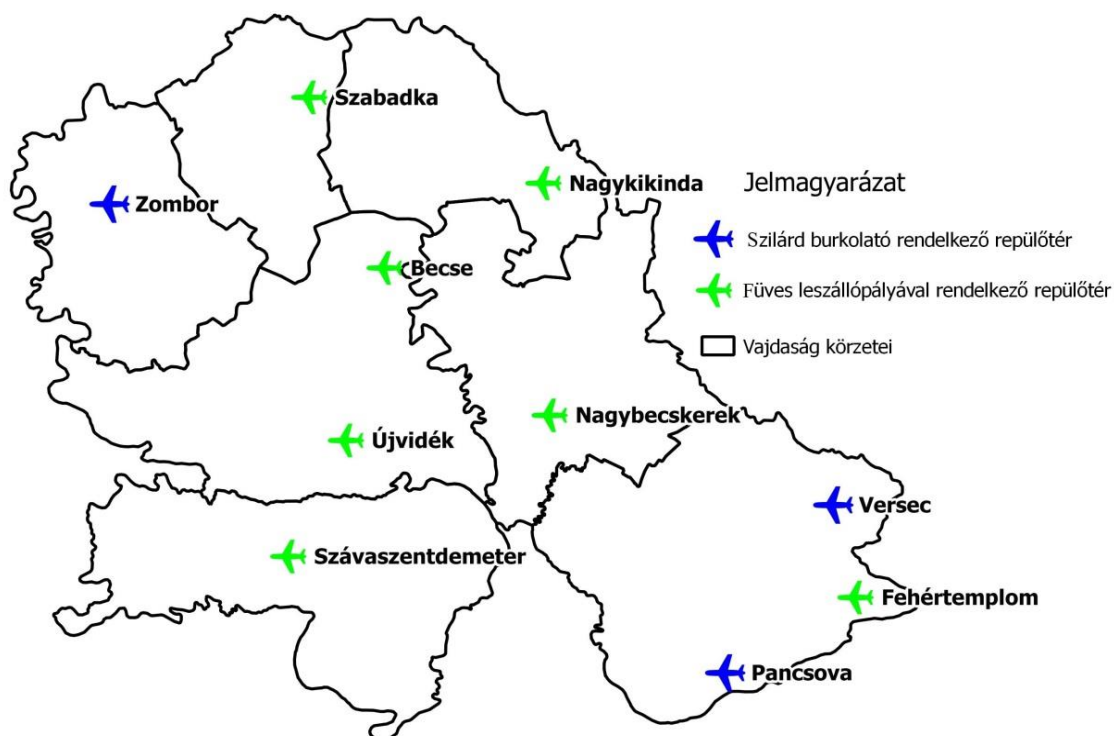 Szabadka
Nagykikinda
Zombor
Jelmagyarázat
Szilárd burkolató rendelkező repülőtér
Becse
Füves leszállópályával rendelkező repülőtér
Vajdaság körzetei
Nagybecskerek
Újvidék
Versec
Szávaszentdemeter
Fehértemplom
Pancsova